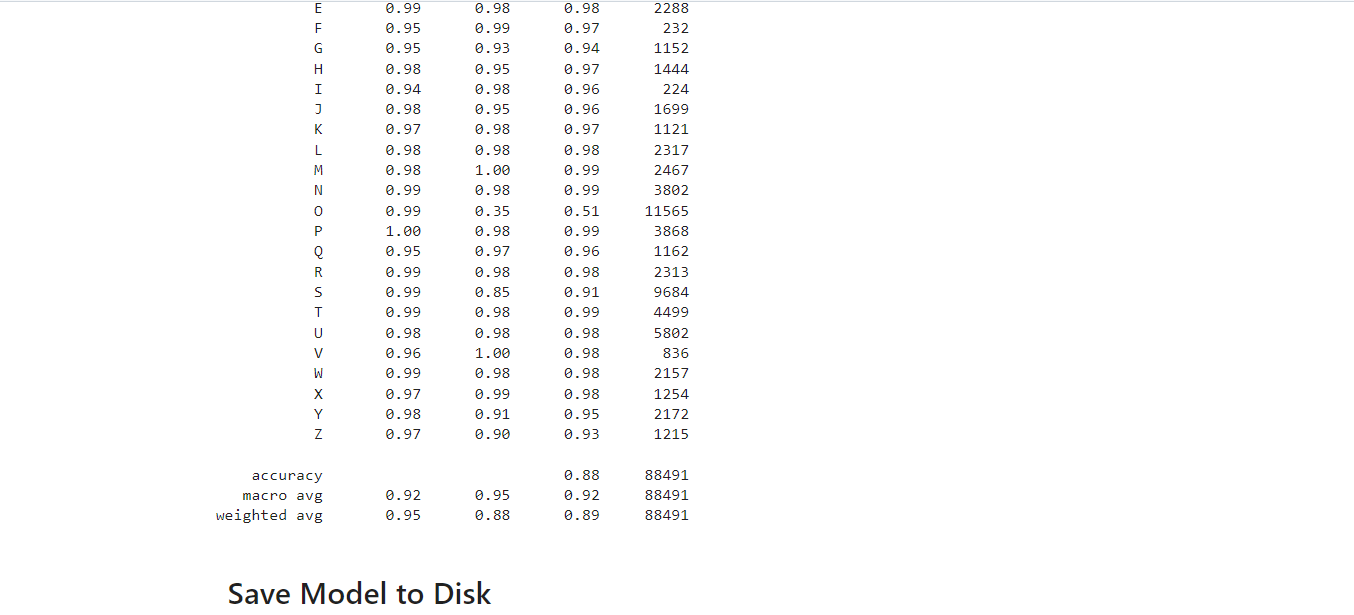 E 0.99 0.98 0.98 2288
F 0.95 0.99 0.97 232
G 0.95 0.93 0.94 1152
H 0.98 0.95 0.97 1444
I 0.94 0.98 0.96 224
J 0.98 0.95 0.96 1699
K 0.97 0.98 0.97 1121
L 0.98 0.98 0.98 2317
M 0.98 1.00 0.99 2467
N 0.99 0.98 0.99 3802
O 0.99 0.35 0.51 11565
P 1.00 0.98 0.99 3868
Q 0.95 0.97 0.96 1162
R 0.99 0.98 0.98 2313
S 0.99 0.85 0.91 9684
T 0.99 0.98 0.99 4499
U 0.98 0.98 0.98 5802
V 0.96 1.00 0.98 836
W 0.99 0.98 0.98 2157
X 0.97 0.99 0.98 1254
Y 0.98 0.91 0.95 2172
Z 0.97 0.90 0.93 1215
accuracy 0.88 88491
macro avg 0.92 0.95 0.92 88491
weighted avg 0.95 0.88 0.89 88491
Save Model to Disk